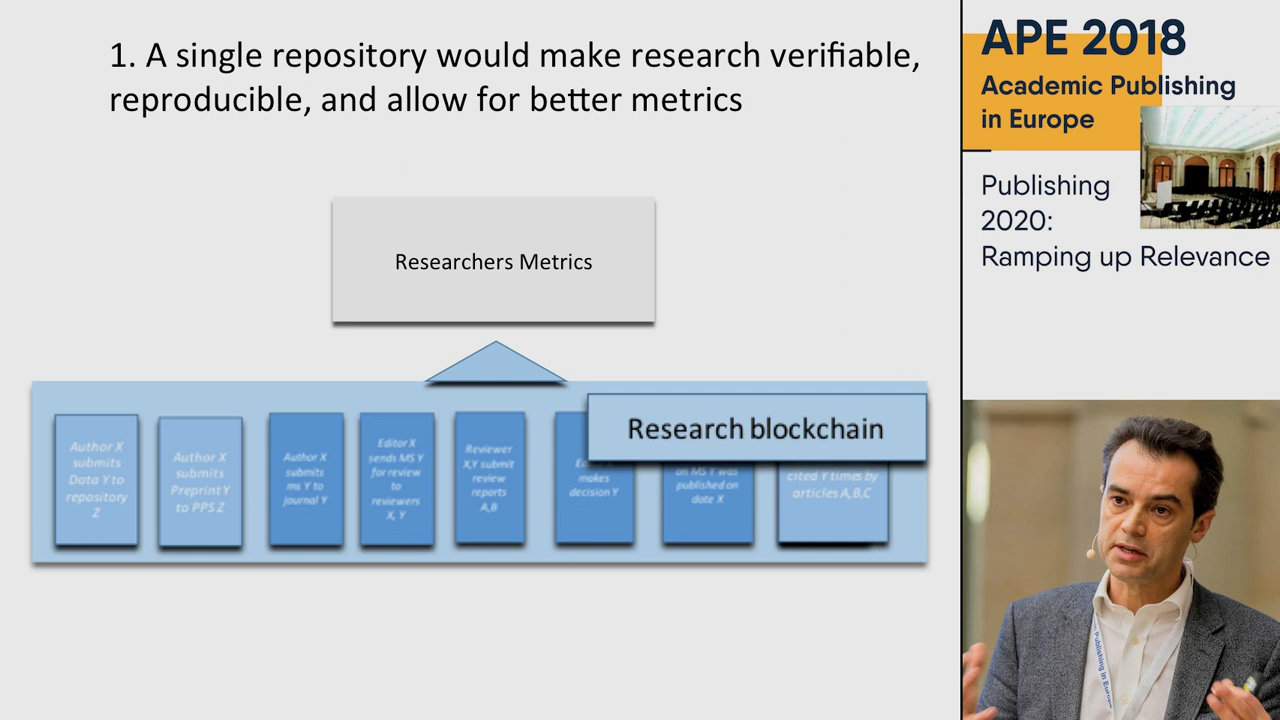 1. A single repository would make research verifiable,
reproducible, and allow for better metrics
Researchers Metrics
Research blockchain
Author X
submits
Data Y to
repository
Z
Author X
submits
Preprint Y
to PPS Z
Author X
submits
ms Y to
journal Y
Editor X
sends MS Y
for review
to
reviewers
X, Y
Reviewer
X,Y submit
review
reports
A,B
makes
decision Y
on MS Y was
published on
date X
cited Y times by
articles A,B,C
APE 2018
Academic Publishing
in Europe
Publishing
2020:
Ramping up Relevance
Publishing in Europe